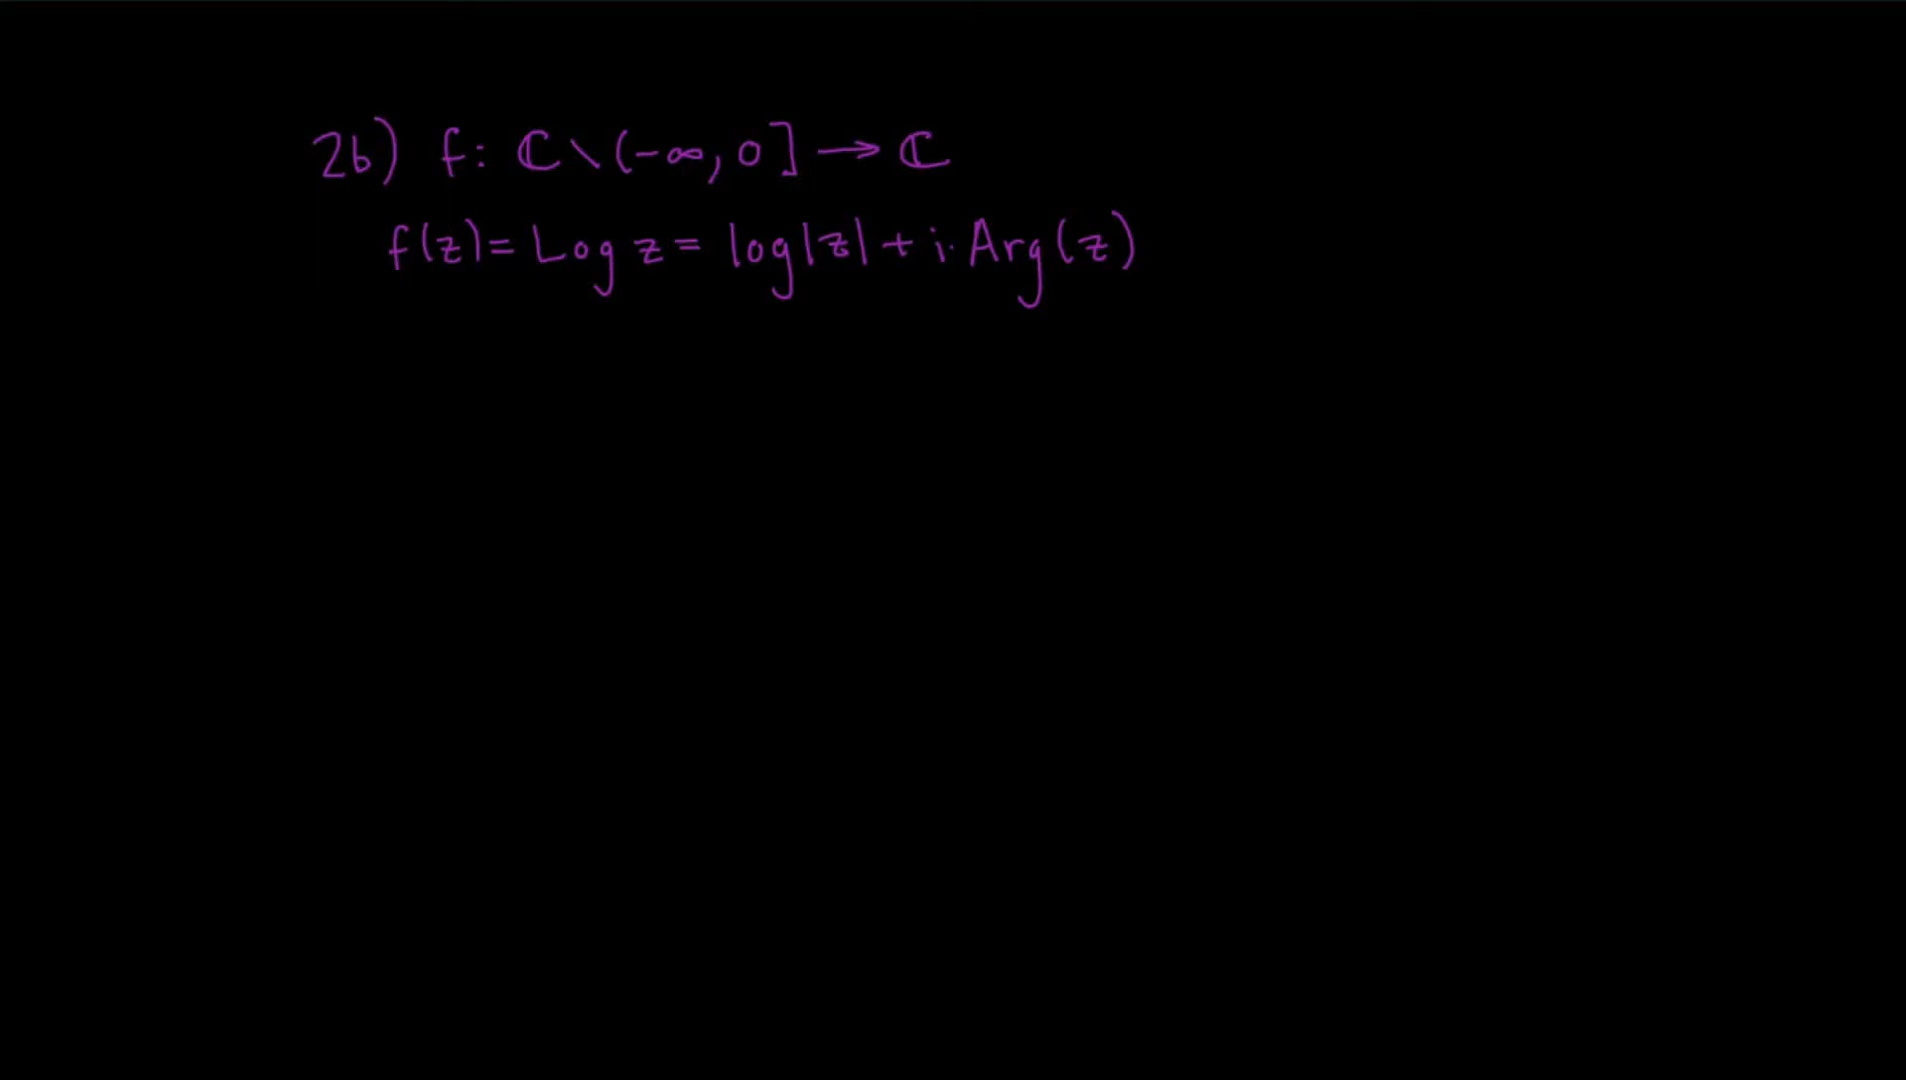 2b) f: ℂ∖(-∞, 0] → ℂ
f(z) = Log z = log|z| + i·Arg(z)